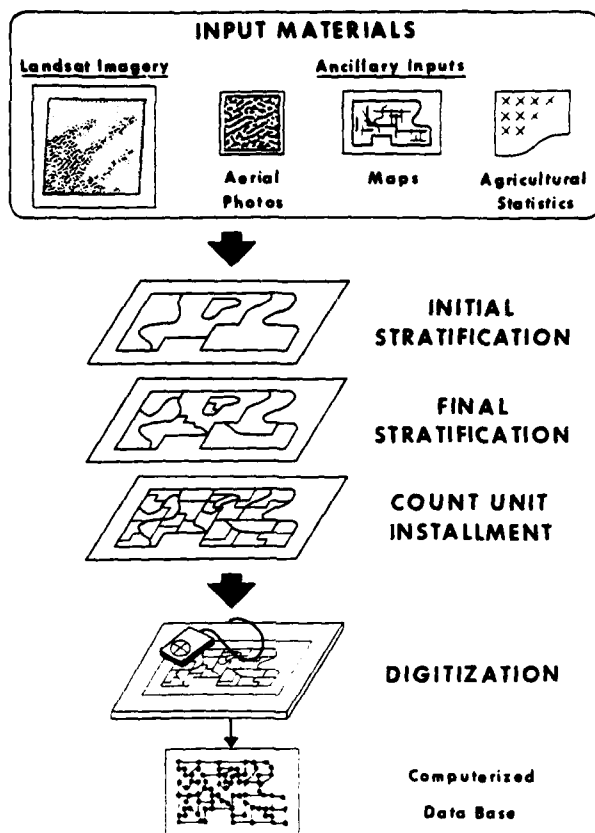 INPUT MATERIALS
Landsat Imagery
Ancillary Inputs
Aerial
Photos
Maps
Agricultural
Statistics
INITIAL
STRATIFICATION
FINAL
STRATIFICATION
COUNT UNIT
INSTALLMENT
DIGITIZATION
Computerized
Data Base